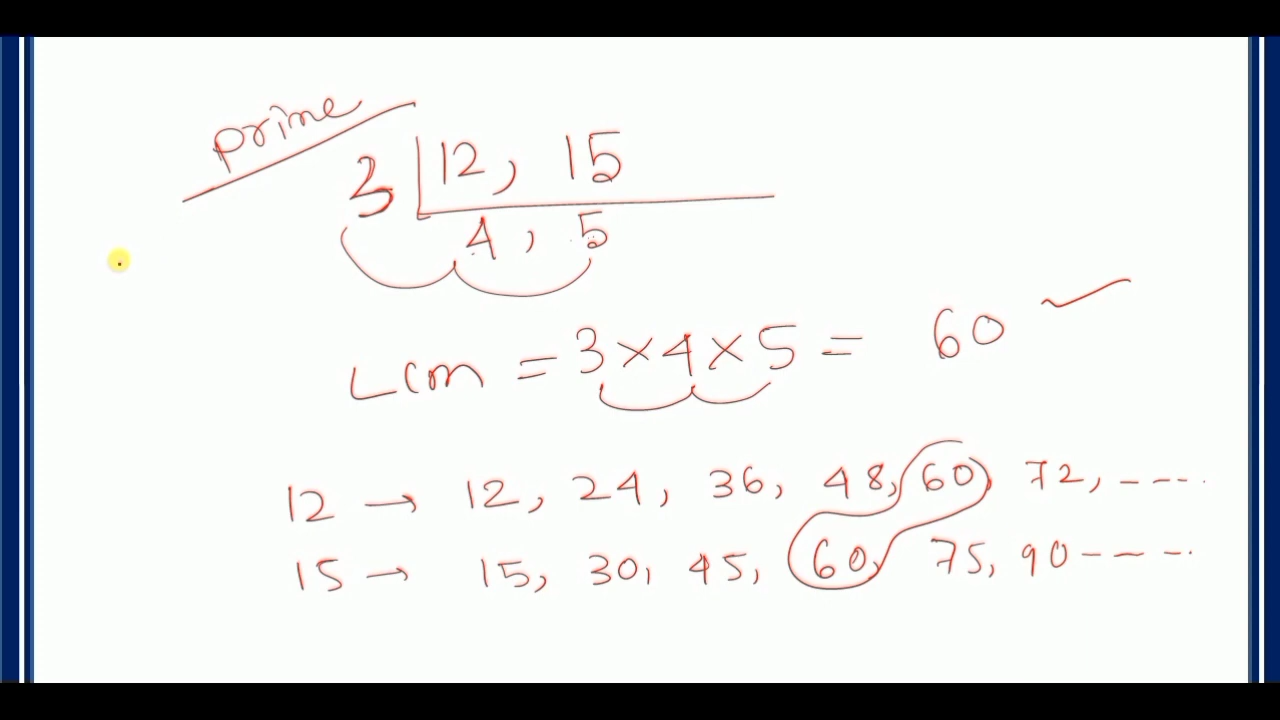 prime
3 | 12, 15
4, 5
LCM = 3 × 4 × 5 = 60 ✓
12 → 12, 24, 36, 48, 60, 72, ----
15 → 15, 30, 45, 60, 75, 90 ----